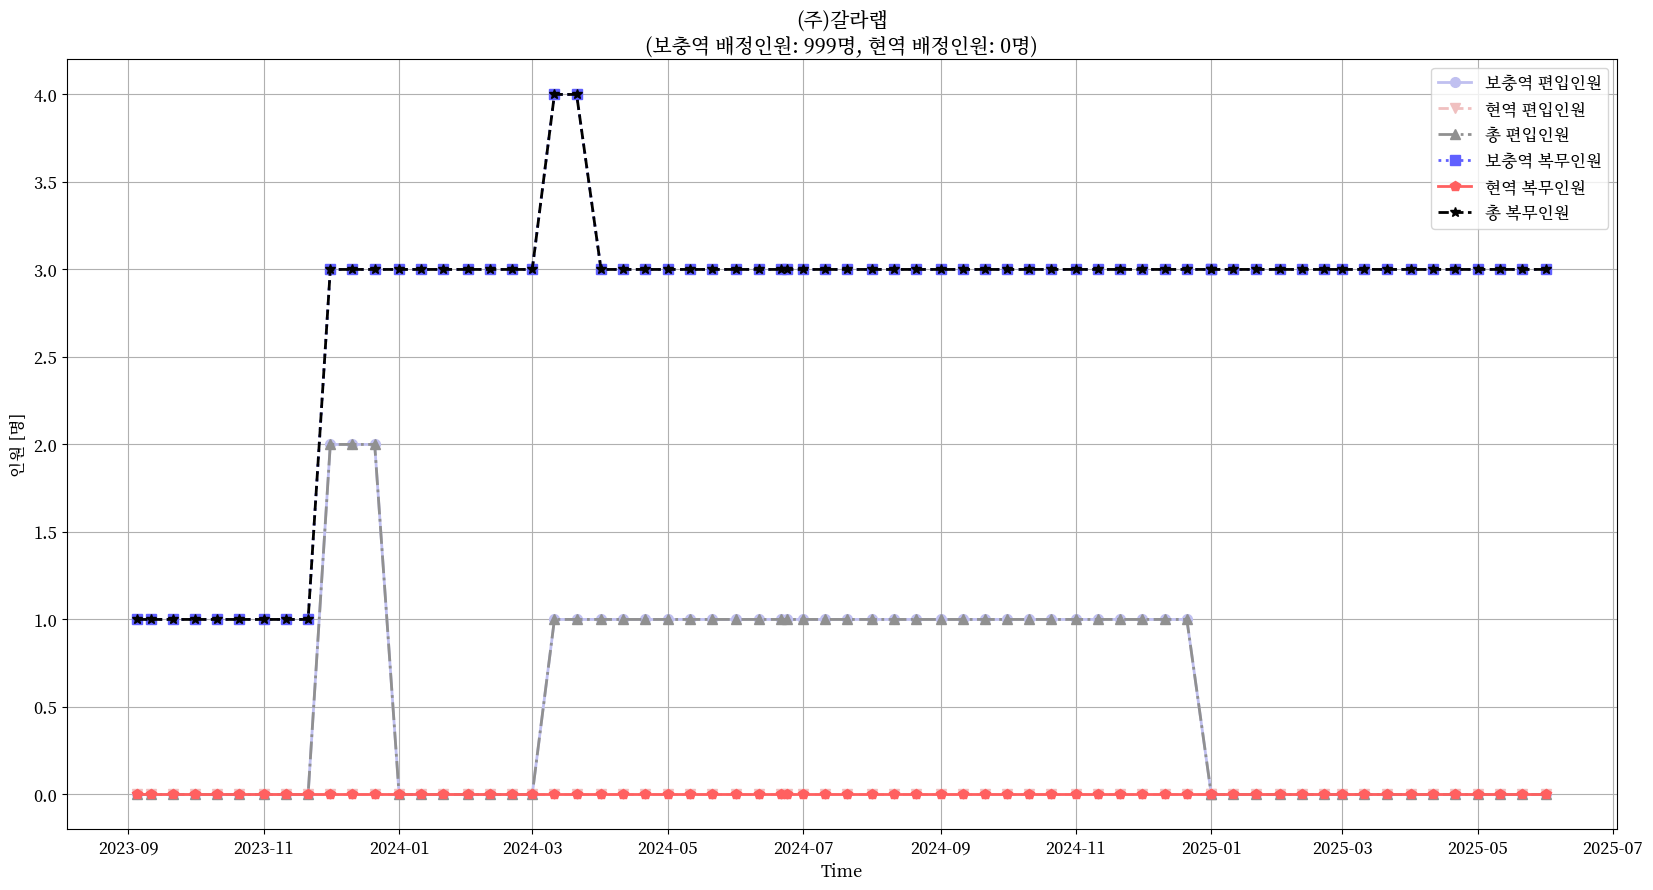 (주)갈라랩
(보충역 배정인원: 999명, 현역 배정인원: 0명)
보충역 편입인원
현역 편입인원
총 편입인원
보충역 복무인원
현역 복무인원
총 복무인원
4.0
3.5
3.0
2.5
2.0
1.5
1.0
0.5
0.0
인원 [명]
2023-09 2023-11 2024-01 2024-03 2024-05 2024-07 2024-09 2024-11 2025-01 2025-03 2025-05 2025-07
Time